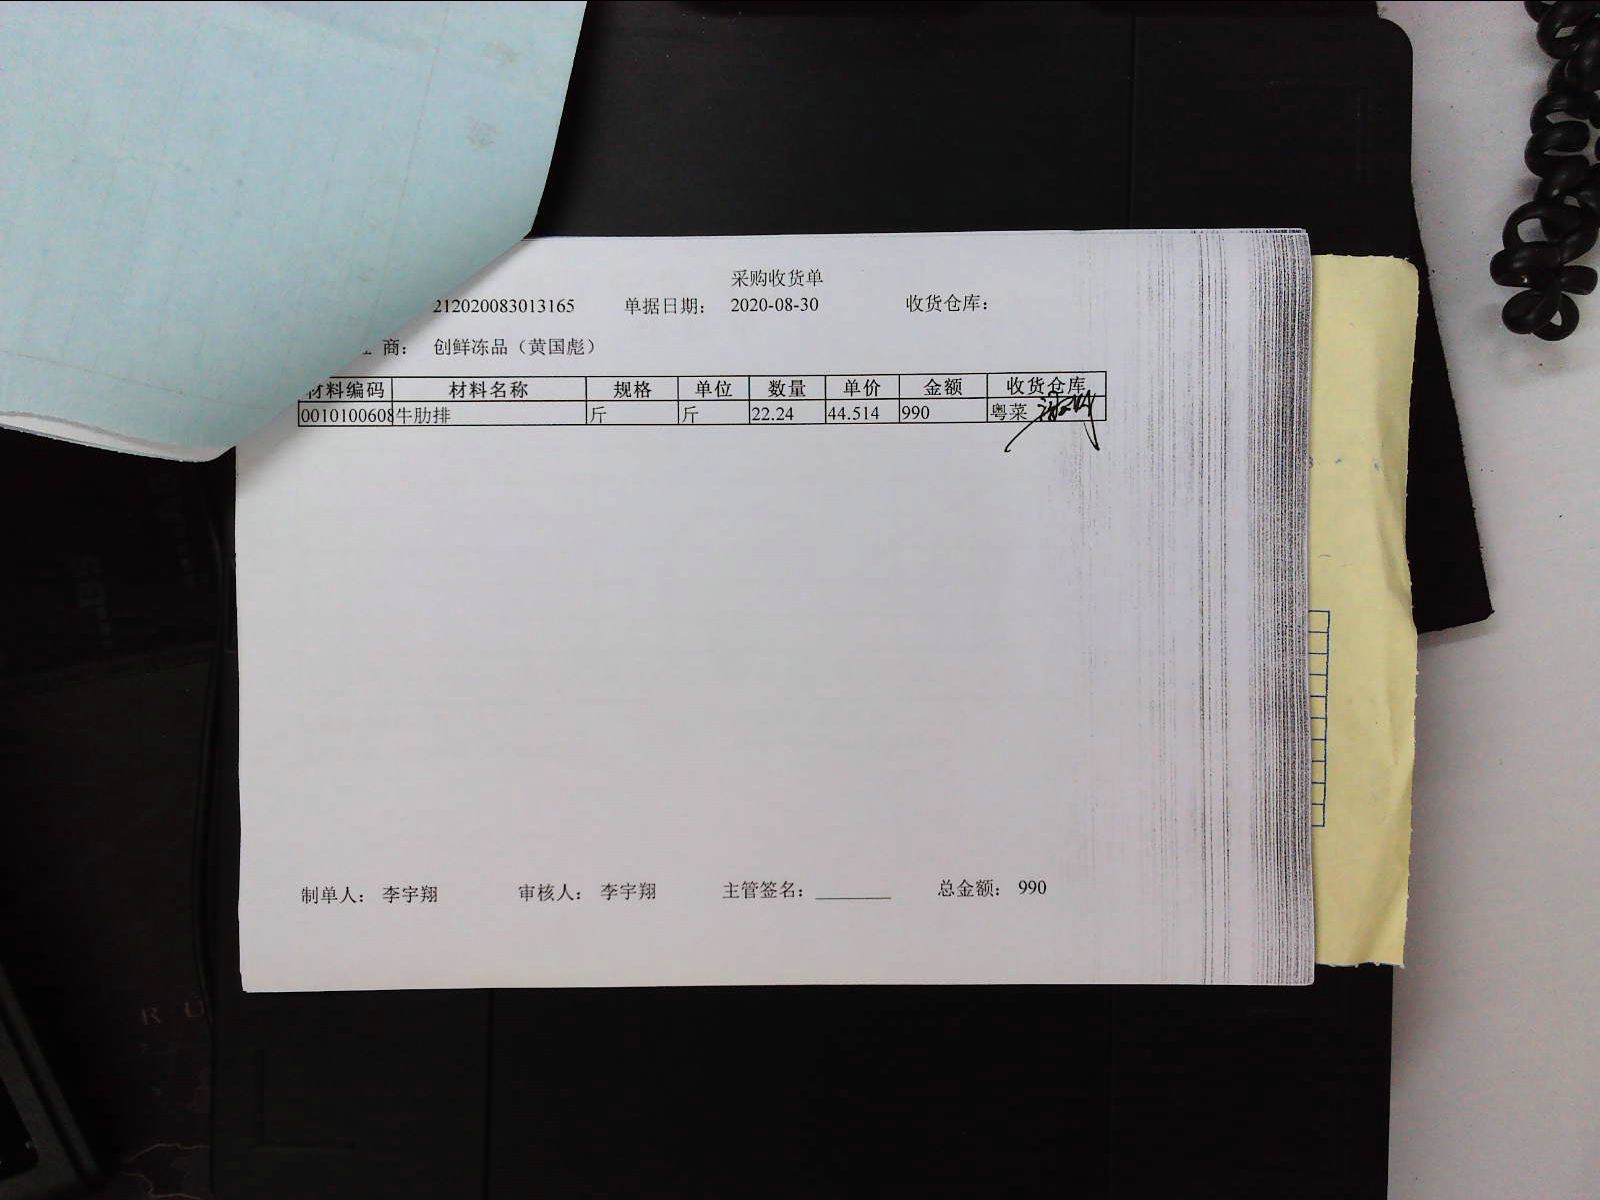 采购收货单
212020083013165 单据日期： 2020-08-30 收货仓库：
商： 创鲜冻品（黄国彪）
材料编码 材料名称 规格 单位 数量 单价 金额 收货仓库
0010100608 牛肋排 斤 斤 22.24 44.514 990 粤菜
制单人： 李宇翔 审核人： 李宇翔 主管签名：________ 总金额： 990